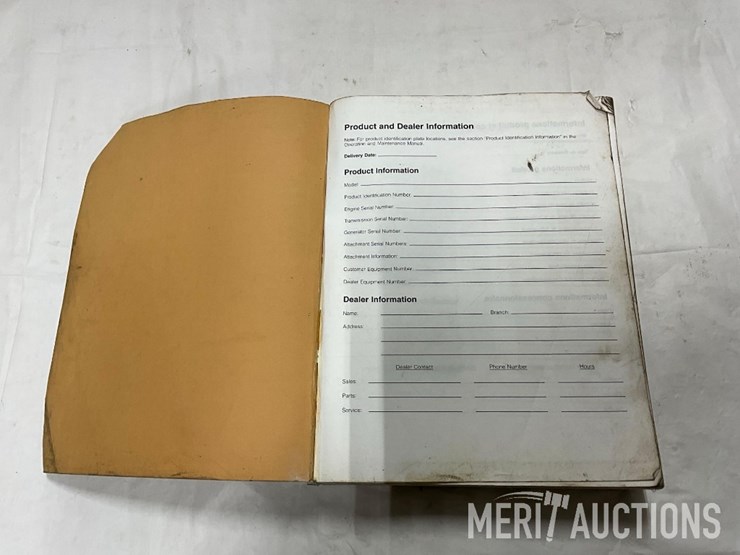 Product and Dealer Information
Note: For product identification plate locations, see the section "Product Identification Information" in the
Operation and Maintenance Manual.
Delivery Date:
Product Information
Model:
Product Identification Number:
Engine Serial Number:
Transmission Serial Number:
Generator Serial Number:
Attachment Serial Numbers:
Attachment Information:
Customer Equipment Number:
Dealer Equipment Number:
Dealer Information
Name: Branch:
Address:
Dealer Contact Phone Number Hours
Sales:
Parts:
Service:
MERIT AUCTIONS